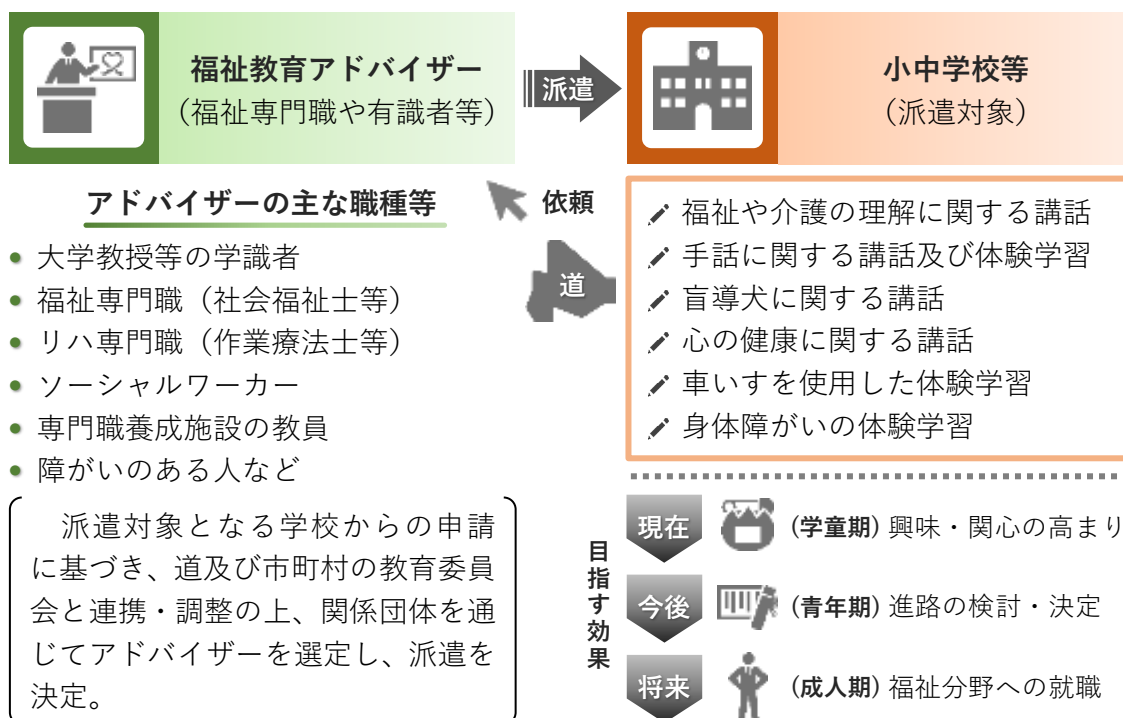 福祉教育アドバイザー
（福祉専門職や有識者等）
派遣
小中学校等
（派遣対象）
アドバイザーの主な職種等
• 大学教授等の学識者
• 福祉専門職（社会福祉士等）
• リハ専門職（作業療法士等）
• ソーシャルワーカー
• 専門職養成施設の教員
• 障がいのある人など
依頼
道
福祉や介護の理解に関する講話
手話に関する講話及び体験学習
盲導犬に関する講話
心の健康に関する講話
車いすを使用した体験学習
身体障がいの体験学習
派遣対象となる学校からの申請
に基づき、道及び市町村の教育委員
会と連携・調整の上、関係団体を通
じてアドバイザーを選定し、派遣を
決定。
目指す効果
現在 (学童期) 興味・関心の高まり
今後 (青年期) 進路の検討・決定
将来 (成人期) 福祉分野への就職